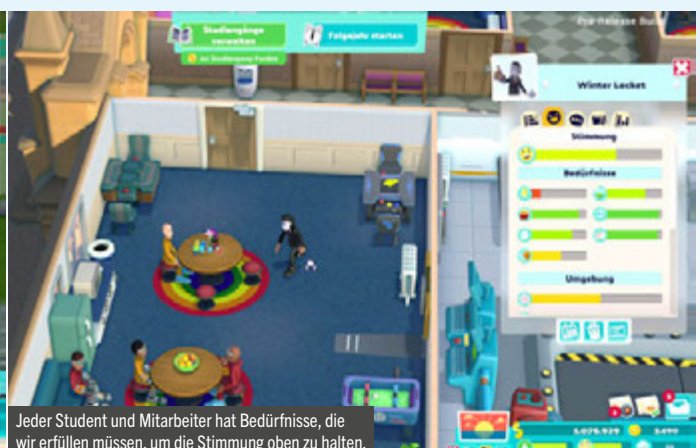 Pre-Release Build
Studiengänge
verwalten
Folgejahr starten
Winter Locket
Stimmung
Bedürfnisse
Umgebung
Jeder Student und Mitarbeiter hat Bedürfnisse, die
wir erfüllen müssen, um die Stimmung oben zu halten.